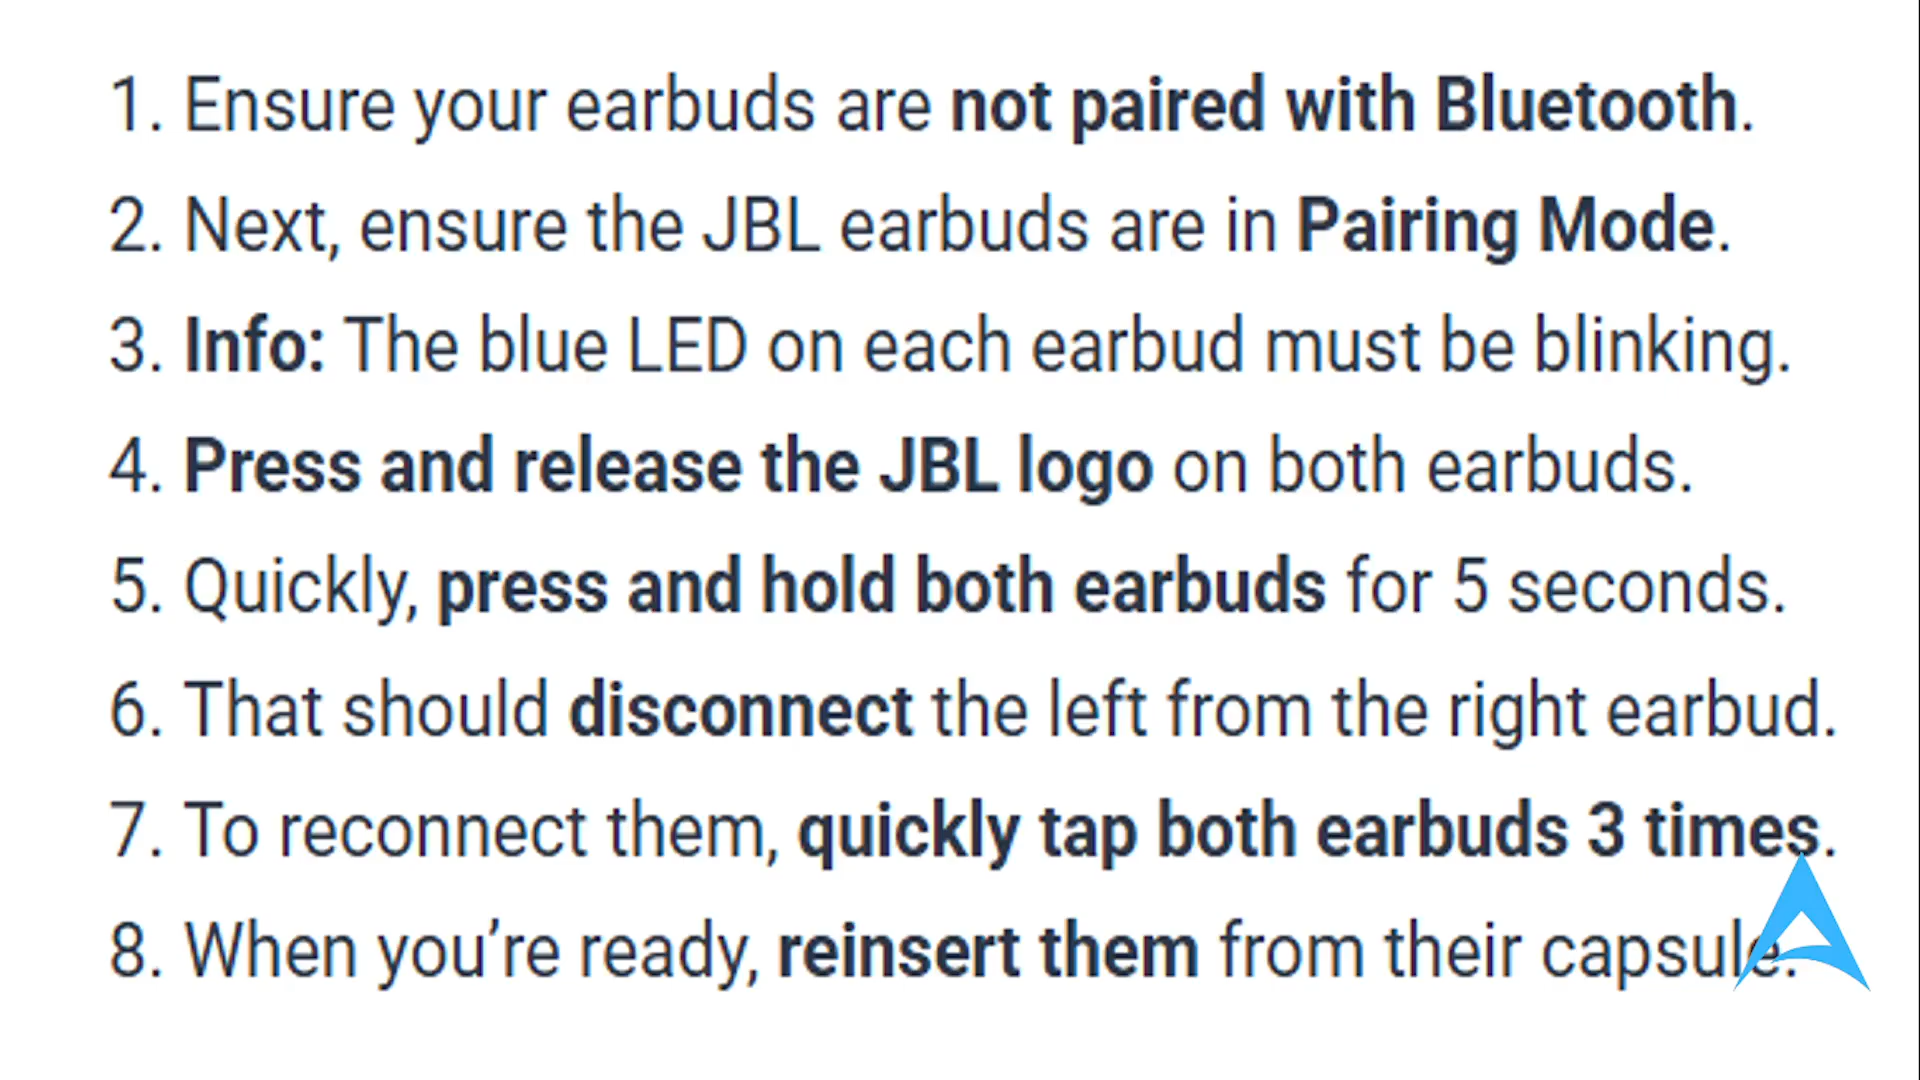 1. Ensure your earbuds are not paired with Bluetooth.
2. Next, ensure the JBL earbuds are in Pairing Mode.
3. Info: The blue LED on each earbud must be blinking.
4. Press and release the JBL logo on both earbuds.
5. Quickly, press and hold both earbuds for 5 seconds.
6. That should disconnect the left from the right earbud.
7. To reconnect them, quickly tap both earbuds 3 times.
8. When you’re ready, reinsert them from their capsule.